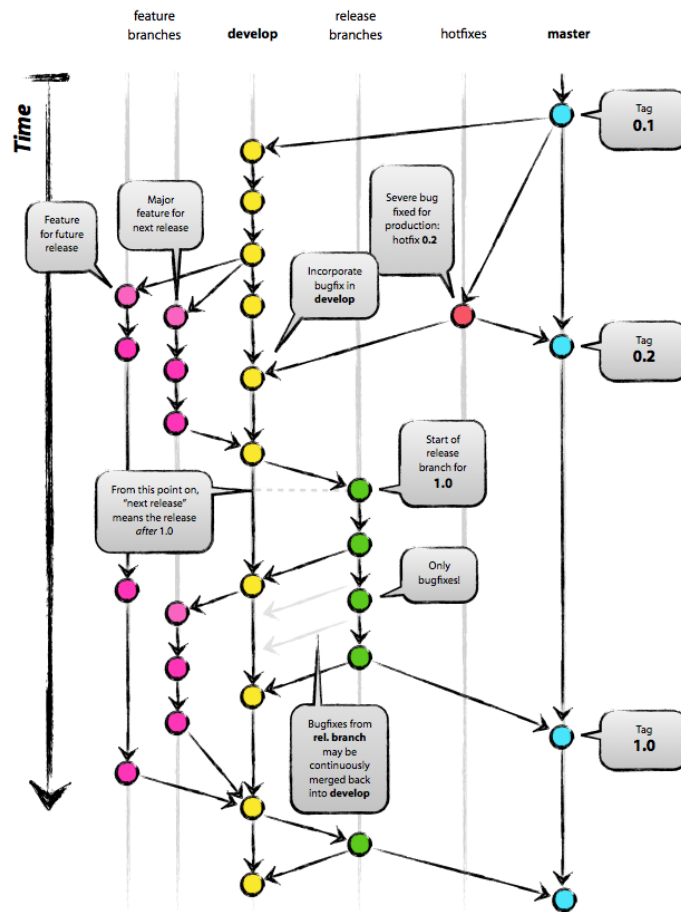 feature
branches
develop
release
branches
hotfixes
master
Time
Tag
0.1
Major
feature for
next release
Severe bug
fixed for
production:
hotfix 0.2
Feature
for future
release
Incorporate
bugfix in
develop
Tag
0.2
Start of
release
branch for
1.0
From this point on,
“next release”
means the release
after 1.0
Only
bugfixes!
Bugfixes from
rel. branch
may be
continuously
merged back
into develop
Tag
1.0